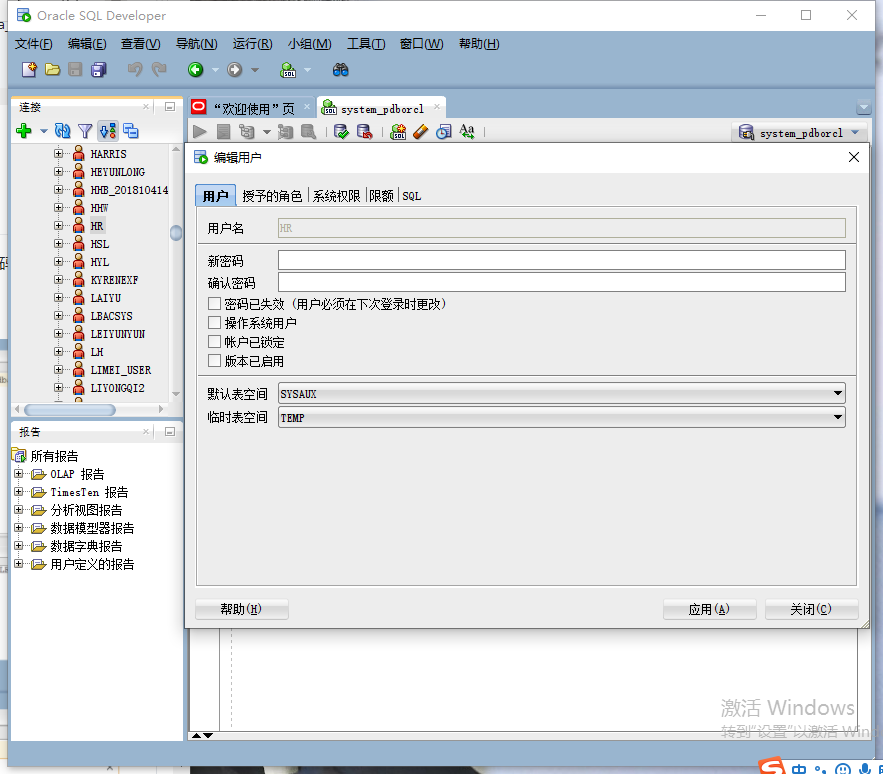 Oracle SQL Developer
文件(F) 编辑(E) 查看(V) 导航(N) 运行(R) 小组(M) 工具(T) 窗口(W) 帮助(H)
连接
“欢迎使用”页
system_pdborcl
system_pdborcl
HARRIS
HEYUNLONG
HHB_201810414
HHW
HR
HSL
HYL
KYRENEXF
LAIYU
LBACSYS
LEIYUNYUN
LH
LIMEI_USER
LIYONGQI2
报告
所有报告
OLAP 报告
TimesTen 报告
分析视图报告
数据模型器报告
数据字典报告
用户定义的报告
编辑用户
用户 授予的角色 系统权限 限额 SQL
用户名 HR
新密码
确认密码
密码已失效 (用户必须在下次登录时更改)
操作系统用户
帐户已锁定
版本已启用
默认表空间 SYSAUX
临时表空间 TEMP
帮助(H) 应用(A) 关闭(C)
激活 Windows
转到"设置"以激活 Win
中